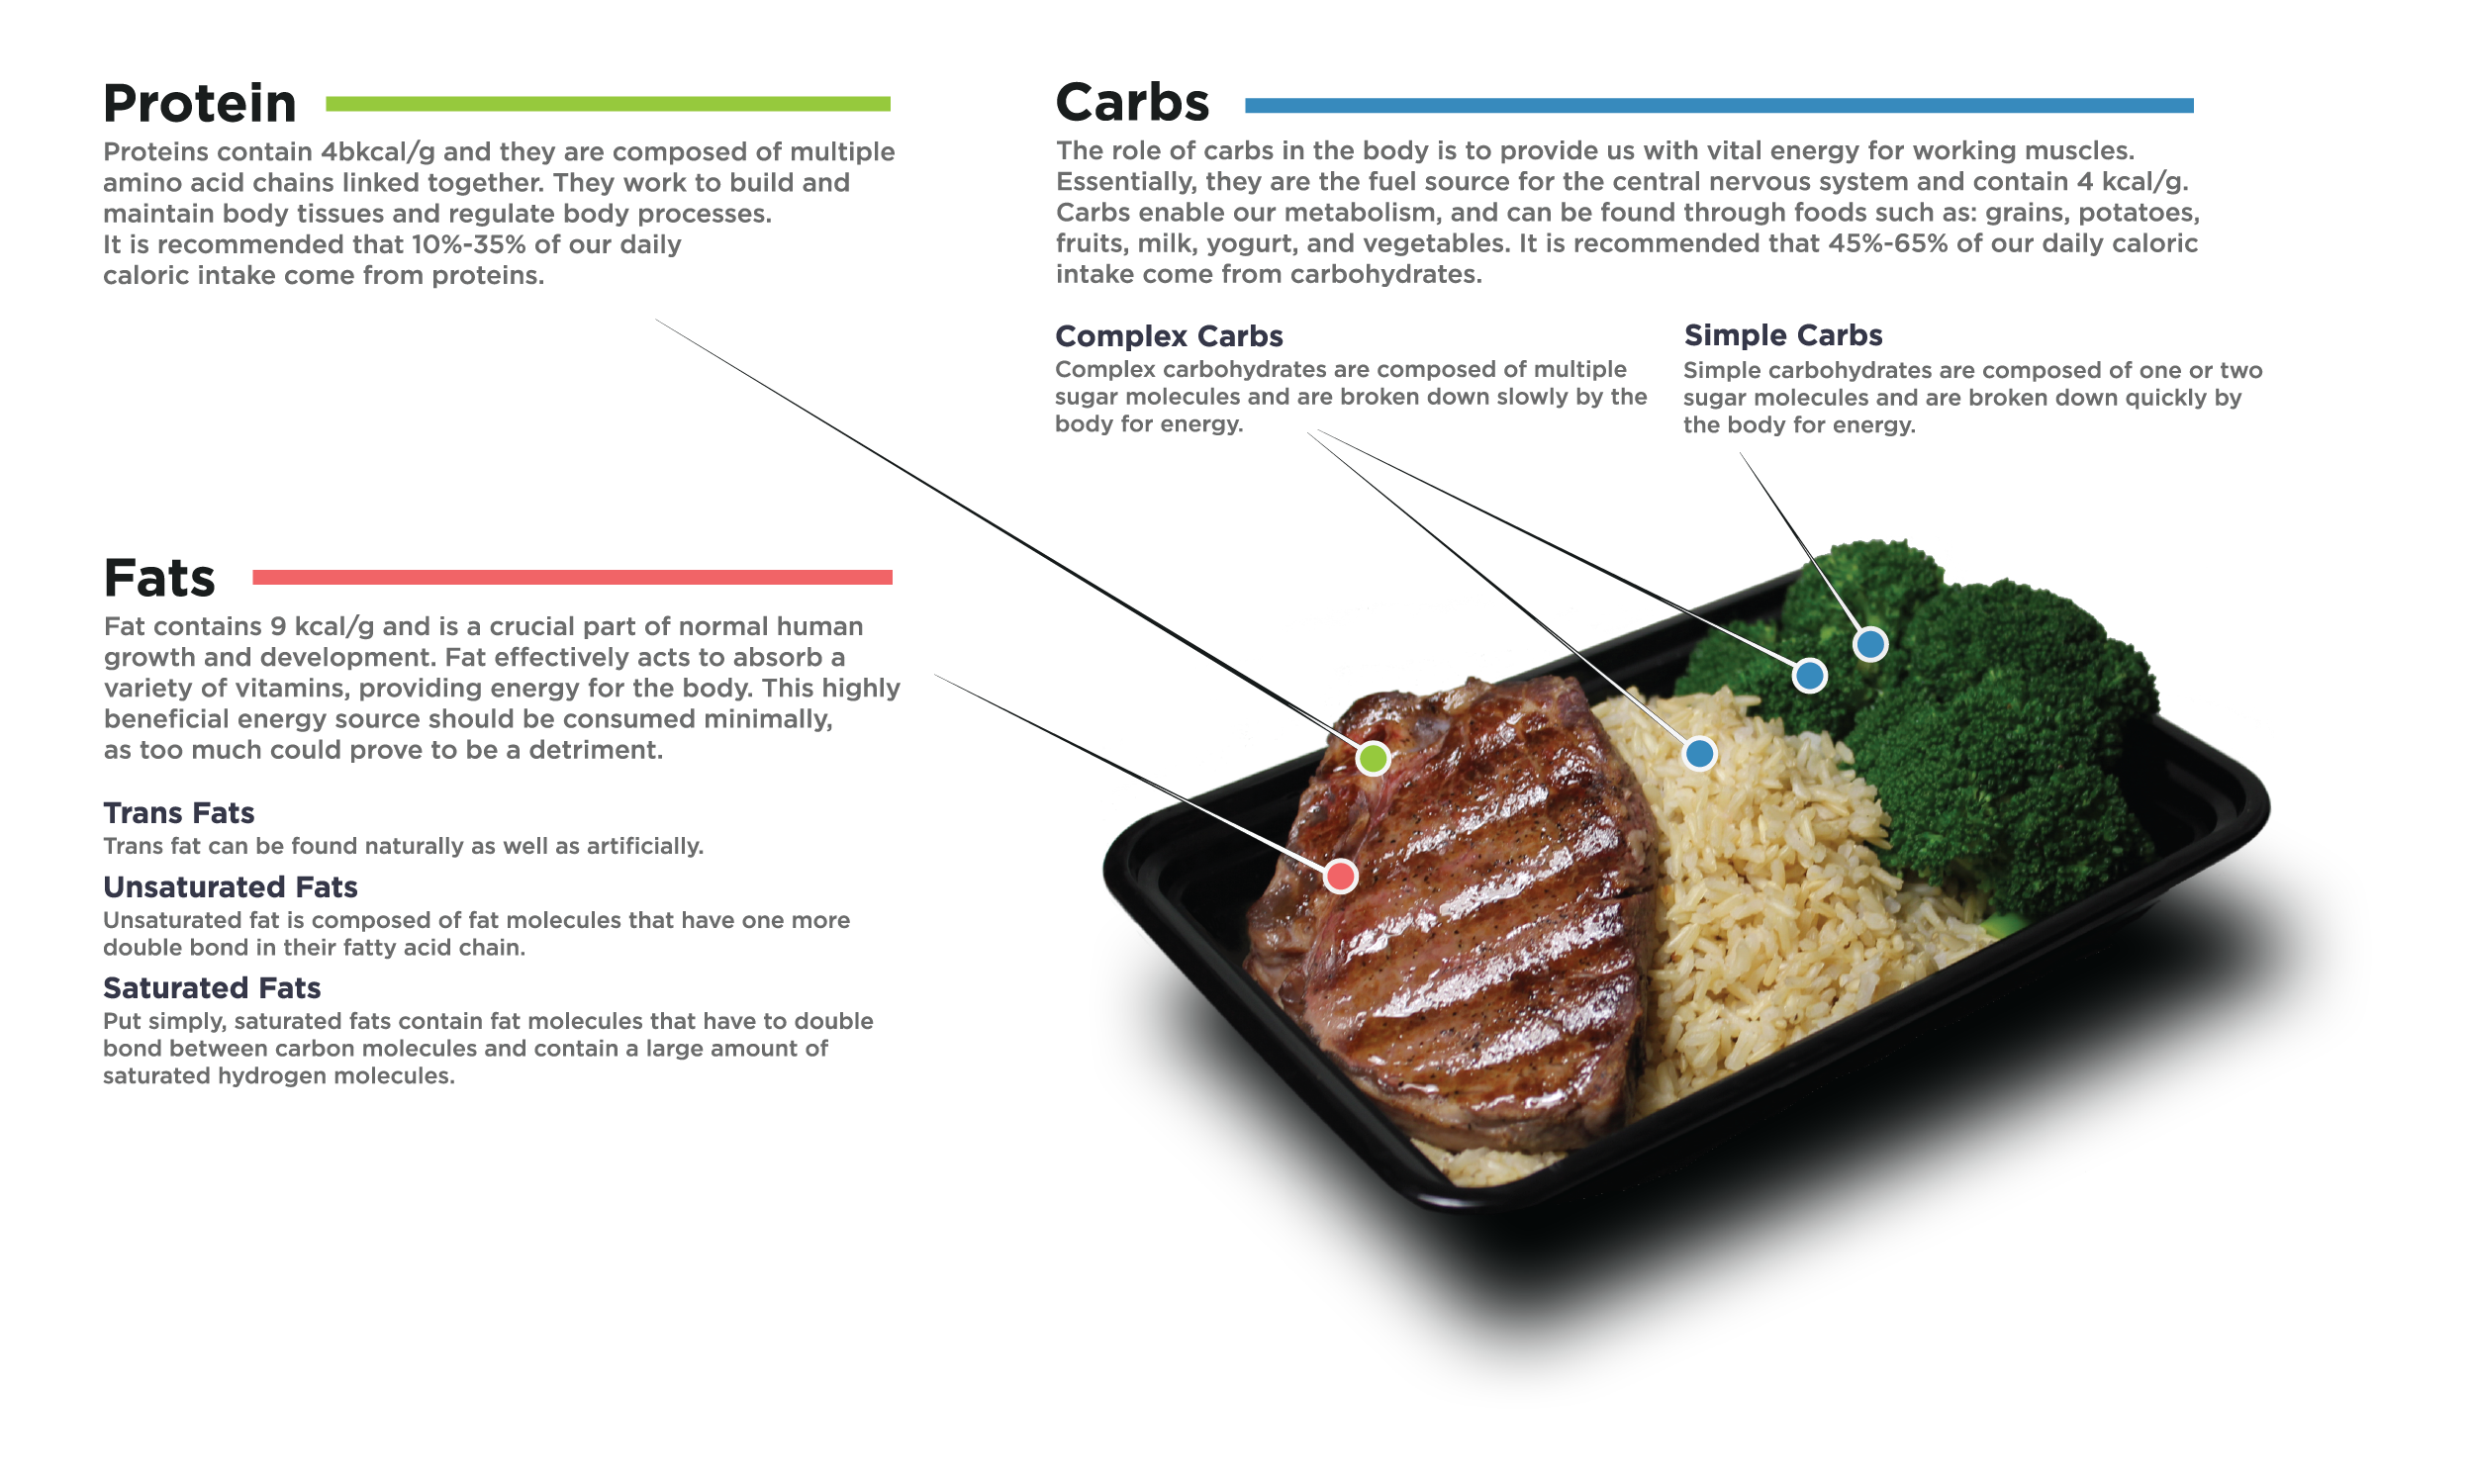 Protein
Proteins contain 4bkcal/g and they are composed of multiple
amino acid chains linked together. They work to build and
maintain body tissues and regulate body processes.
It is recommended that 10%-35% of our daily
caloric intake come from proteins.
Carbs
The role of carbs in the body is to provide us with vital energy for working muscles.
Essentially, they are the fuel source for the central nervous system and contain 4 kcal/g.
Carbs enable our metabolism, and can be found through foods such as: grains, potatoes,
fruits, milk, yogurt, and vegetables. It is recommended that 45%-65% of our daily caloric
intake come from carbohydrates.
Complex Carbs
Complex carbohydrates are composed of multiple
sugar molecules and are broken down slowly by the
body for energy.
Simple Carbs
Simple carbohydrates are composed of one or two
sugar molecules and are broken down quickly by
the body for energy.
Fats
Fat contains 9 kcal/g and is a crucial part of normal human
growth and development. Fat effectively acts to absorb a
variety of vitamins, providing energy for the body. This highly
beneficial energy source should be consumed minimally,
as too much could prove to be a detriment.
Trans Fats
Trans fat can be found naturally as well as artificially.
Unsaturated Fats
Unsaturated fat is composed of fat molecules that have one more
double bond in their fatty acid chain.
Saturated Fats
Put simply, saturated fats contain fat molecules that have to double
bond between carbon molecules and contain a large amount of
saturated hydrogen molecules.